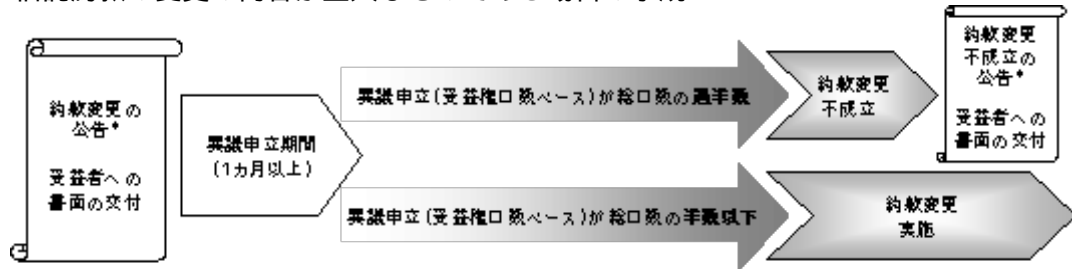 約款変更の
公告*
受益者への
書面の交付
異議申立期間
(1ヵ月以上)
異議申立(受益権口数ベース)が総口数の過半数
約款変更
不成立
約款変更
不成立の
公告*
受益者への
書面の交付
異議申立(受益権口数ベース)が総口数の半数以下
約款変更
実施